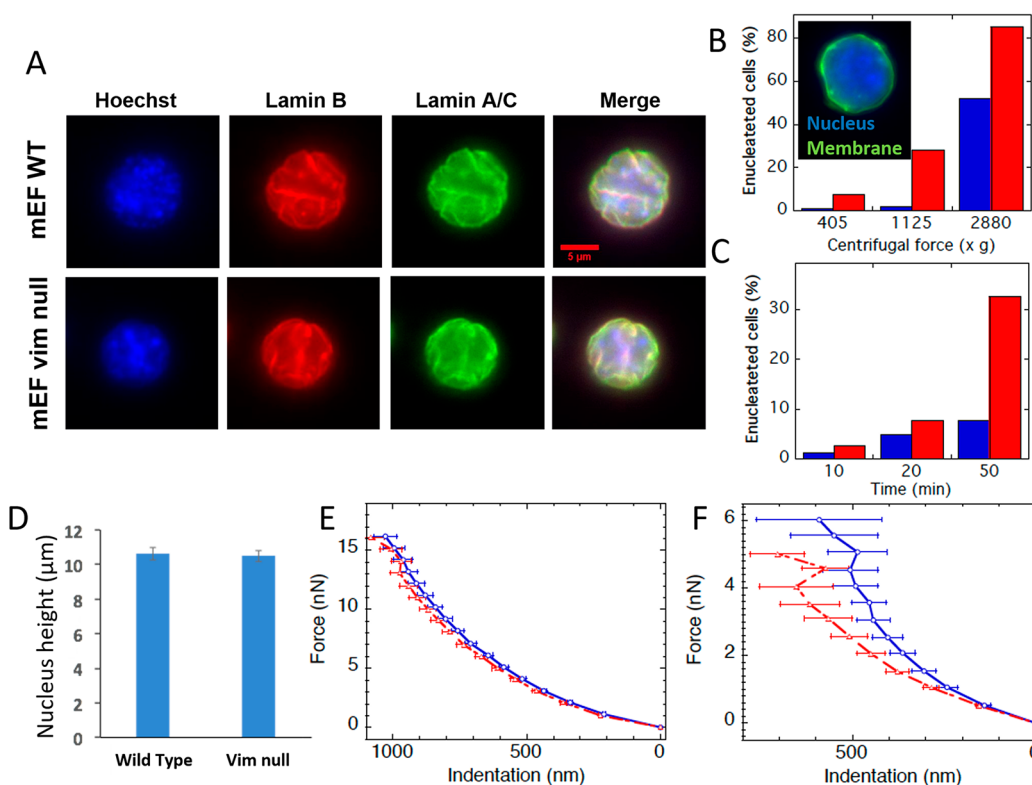 A
Hoechst
Lamin B
Lamin A/C
Merge
mEF WT
5 µm
mEF vim null
B
Enucleateted cells (%)
80
60
40
20
0
Nucleus
Membrane
405
1125
2880
Centrifugal force (x g)
C
Enucleateted cells (%)
30
20
10
0
10
20
50
Time (min)
D
Nucleus height (µm)
12
10
8
6
4
2
0
Wild Type
Vim null
E
Force (nN)
15
10
5
0
1000
500
0
Indentation (nm)
F
Force (nN)
6
4
2
0
500
0
Indentation (nm)